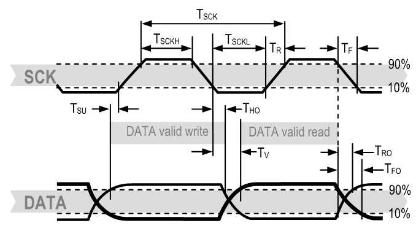 TSCK
TSCKH
TSCKL
TR
TF
90%
SCK
10%
TSU
THO
DATA valid write
DATA valid read
TV
TRO
TFO
90%
DATA
10%